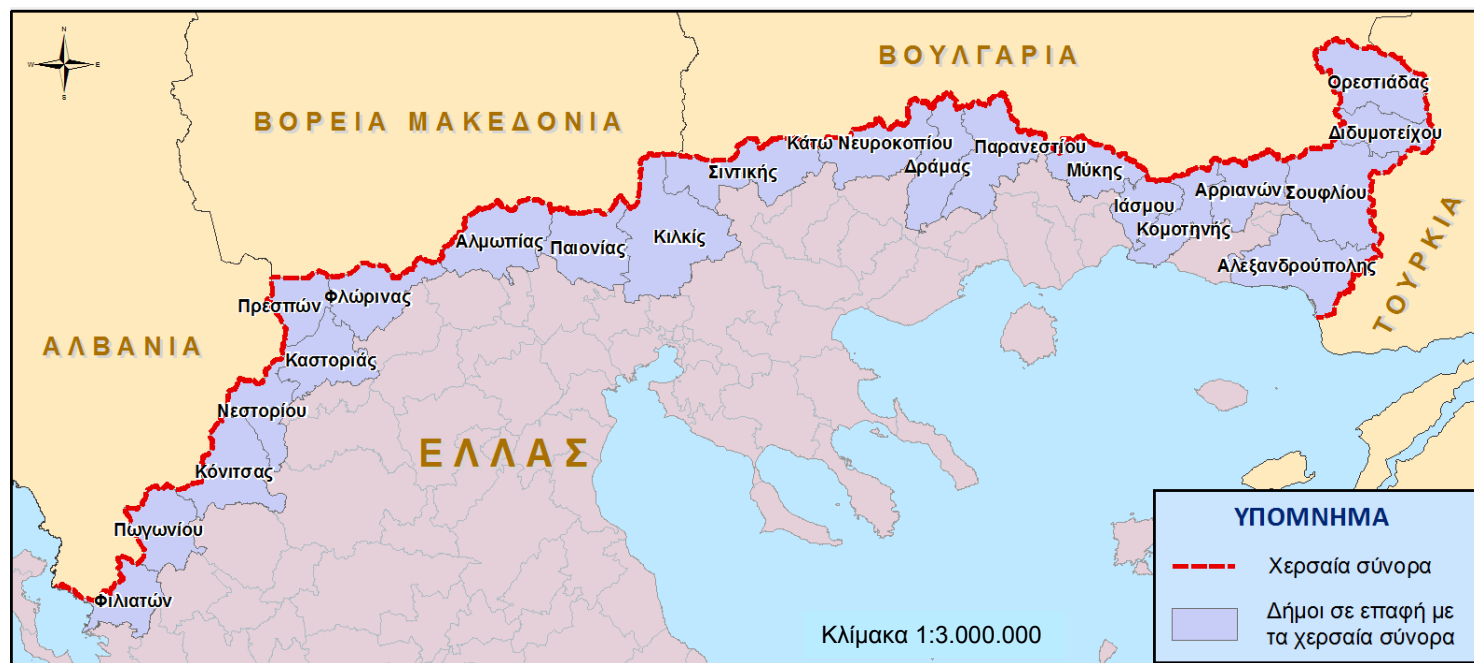 N
W
E
S
ΒΟΥΛΓΑΡΙΑ
ΒΟΡΕΙΑ ΜΑΚΕΔΟΝΙΑ
ΑΛΒΑΝΙΑ
ΤΟΥΡΚΙΑ
ΕΛΛΑΣ
Ορεστιάδας
Διδυμοτείχου
Σουφλίου
Αλεξανδρούπολης
Αρριανών
Κομοτηνής
Ιάσμου
Μύκης
Παρανεστίου
Δράμας
Κάτω Νευροκοπίου
Σιντικής
Κιλκίς
Παιονίας
Αλμωπίας
Φλώρινας
Πρεσπών
Καστοριάς
Νεστορίου
Κόνιτσας
Πωγωνίου
Φιλιατών
Κλίμακα 1:3.000.000
ΥΠΟΜΝΗΜΑ
Χερσαία σύνορα
Δήμοι σε επαφή με
τα χερσαία σύνορα